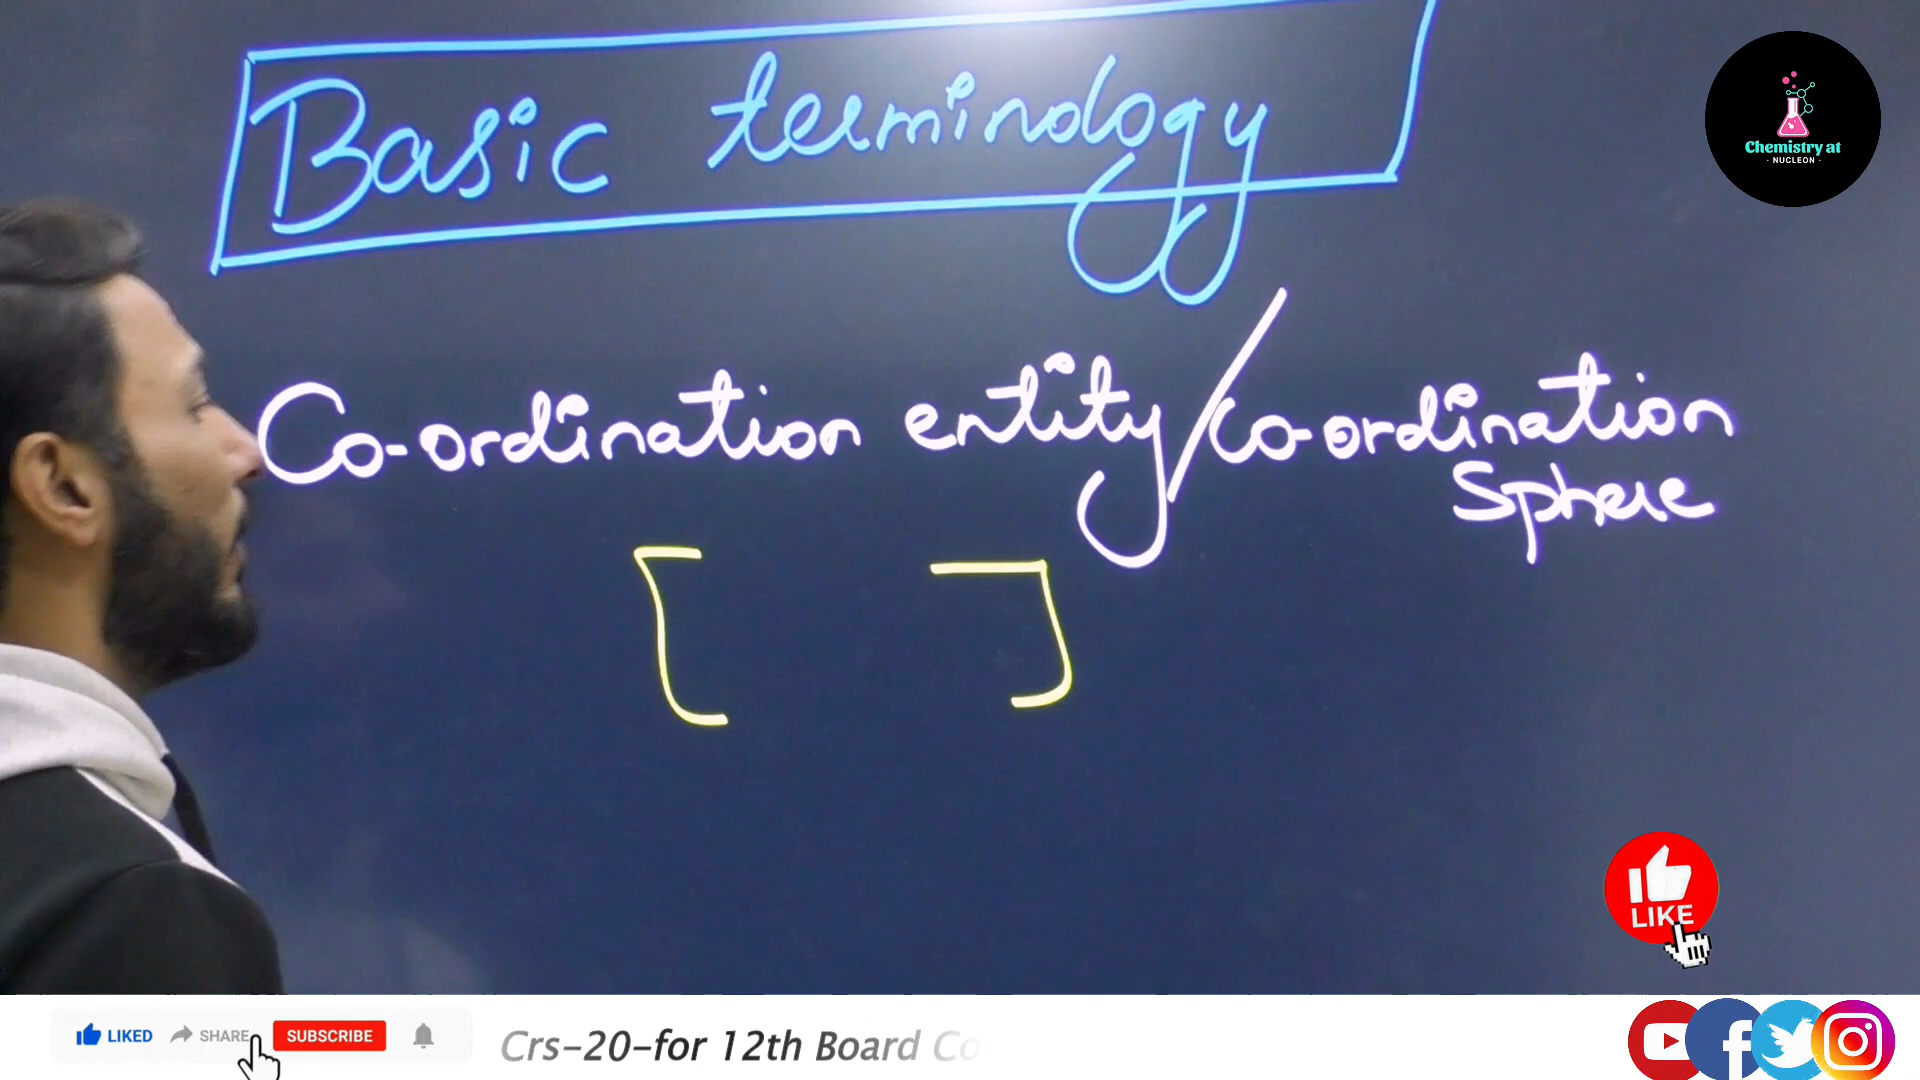 Basic terminology
Chemistry at
· NUCLEON ·
Co-ordination entity/Co-ordination
Sphere
[ ]
LIKE
LIKED SHARE SUBSCRIBE
Crs-20-for 12th Board Co